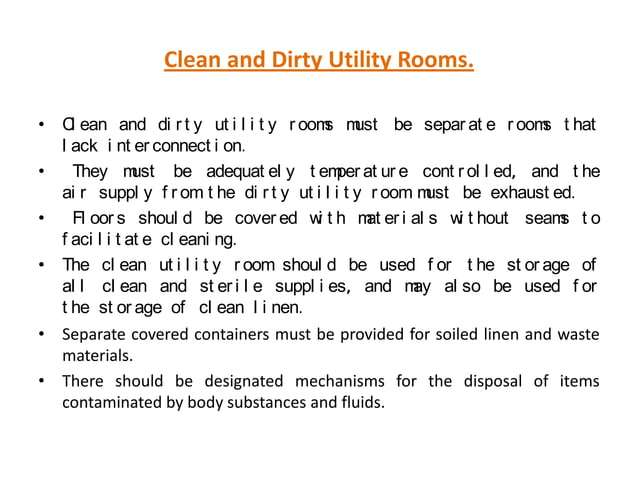 Clean and Dirty Utility Rooms.
• Clean and dirty utility rooms must be separate rooms that
lack interconnection.
• They must be adequately temperature controlled, and the
air supply from the dirty utility room must be exhausted.
• Floors should be covered with materials without seams to
facilitate cleaning.
• The clean utility room should be used for the storage of
all clean and sterile supplies, and may also be used for
the storage of clean linen.
• Separate covered containers must be provided for soiled linen and waste
materials.
• There should be designated mechanisms for the disposal of items
contaminated by body substances and fluids.